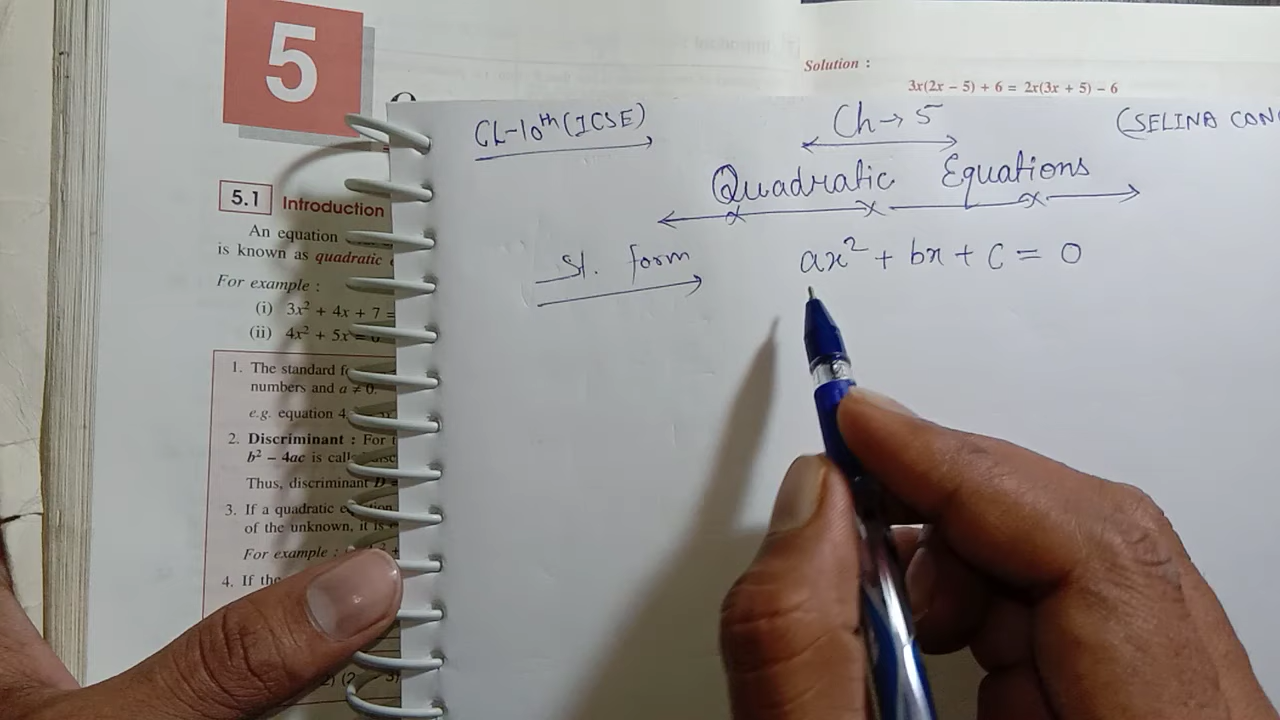 5
Solution :
3x(2x − 5) + 6 = 2x(3x + 5) − 6
CL-10th (ICSE)
Ch → 5
(SELINA CON
Quadratic Equations
St. form
ax² + bx + c = 0
5.1 Introduction
An equation
is known as quadratic
For example :
(i) 3x² + 4x + 7 =
(ii) 4x² + 5x = 0
1. The standard
numbers and a ≠ 0.
e.g. equation 4
2. Discriminant : For
b² − 4ac is
Thus, discriminant D =
3. If a quadratic
of the unknown, it is
For example :
4. If the